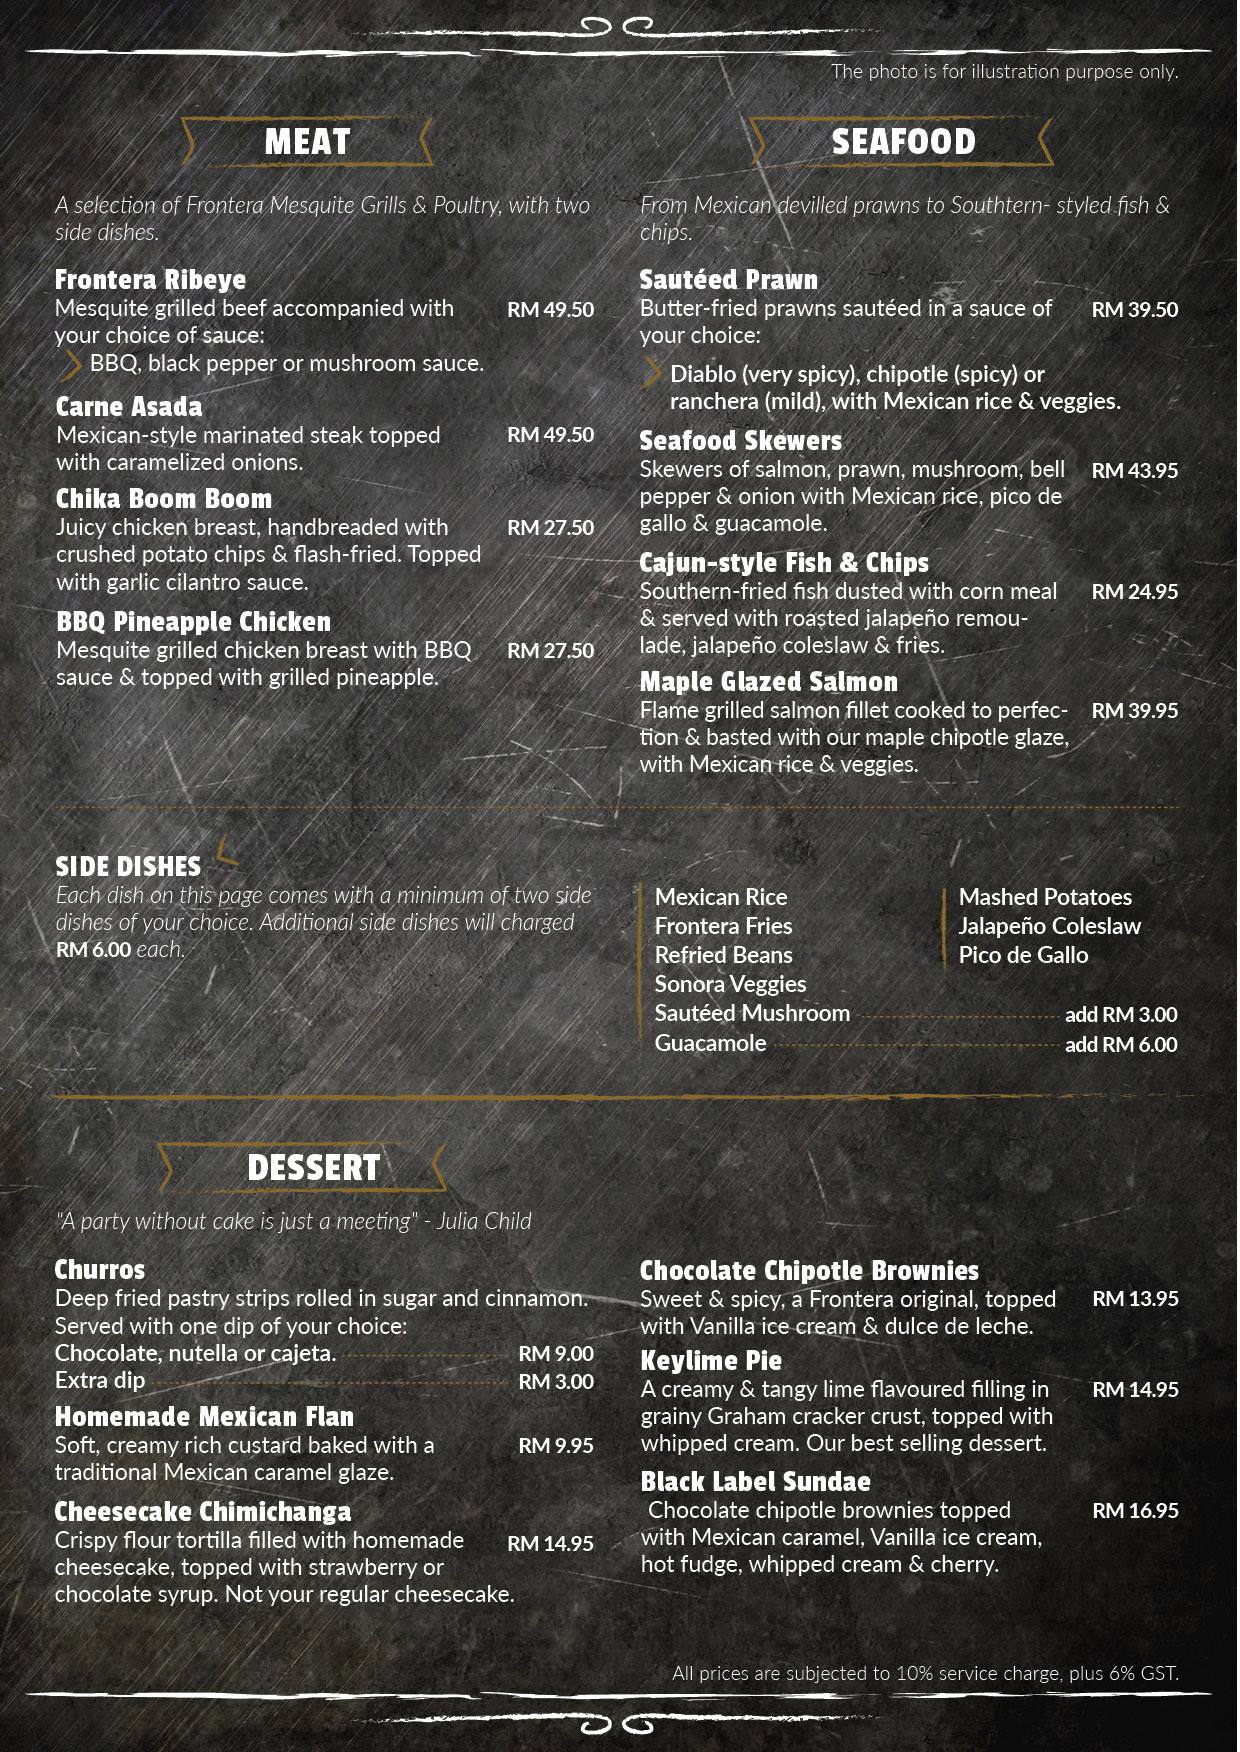 The photo is for illustration purpose only.
MEAT
A selection of Frontera Mesquite Grills & Poultry, with two
side dishes.
Frontera Ribeye
Mesquite grilled beef accompanied with RM 49.50
your choice of sauce:
BBQ, black pepper or mushroom sauce.
Carne Asada
Mexican-style marinated steak topped RM 49.50
with caramelized onions.
Chika Boom Boom
Juicy chicken breast, handbreaded with RM 27.50
crushed potato chips & flash-fried. Topped
with garlic cilantro sauce.
BBQ Pineapple Chicken
Mesquite grilled chicken breast with BBQ RM 27.50
sauce & topped with grilled pineapple.
SEAFOOD
From Mexican devilled prawns to Southtern- styled fish &
chips.
Sautéed Prawn
Butter-fried prawns sautéed in a sauce of RM 39.50
your choice:
Diablo (very spicy), chipotle (spicy) or
ranchera (mild), with Mexican rice & veggies.
Seafood Skewers
Skewers of salmon, prawn, mushroom, bell RM 43.95
pepper & onion with Mexican rice, pico de
gallo & guacamole.
Cajun-style Fish & Chips
Southern-fried fish dusted with corn meal RM 24.95
& served with roasted jalapeño remou-
lade, jalapeño coleslaw & fries.
Maple Glazed Salmon
Flame grilled salmon fillet cooked to perfec- RM 39.95
tion & basted with our maple chipotle glaze,
with Mexican rice & veggies.
SIDE DISHES
Each dish on this page comes with a minimum of two side
dishes of your choice. Additional side dishes will charged
RM 6.00 each.
Mexican Rice
Frontera Fries
Refried Beans
Sonora Veggies
Sautéed Mushroom add RM 3.00
Guacamole add RM 6.00
Mashed Potatoes
Jalapeño Coleslaw
Pico de Gallo
DESSERT
"A party without cake is just a meeting" - Julia Child
Churros
Deep fried pastry strips rolled in sugar and cinnamon.
Served with one dip of your choice:
Chocolate, nutella or cajeta. RM 9.00
Extra dip RM 3.00
Homemade Mexican Flan
Soft, creamy rich custard baked with a RM 9.95
traditional Mexican caramel glaze.
Cheesecake Chimichanga
Crispy flour tortilla filled with homemade RM 14.95
cheesecake, topped with strawberry or
chocolate syrup. Not your regular cheesecake.
Chocolate Chipotle Brownies
Sweet & spicy, a Frontera original, topped RM 13.95
with Vanilla ice cream & dulce de leche.
Keylime Pie
A creamy & tangy lime flavoured filling in RM 14.95
grainy Graham cracker crust, topped with
whipped cream. Our best selling dessert.
Black Label Sundae
Chocolate chipotle brownies topped RM 16.95
with Mexican caramel, Vanilla ice cream,
hot fudge, whipped cream & cherry.
All prices are subjected to 10% service charge, plus 6% GST.